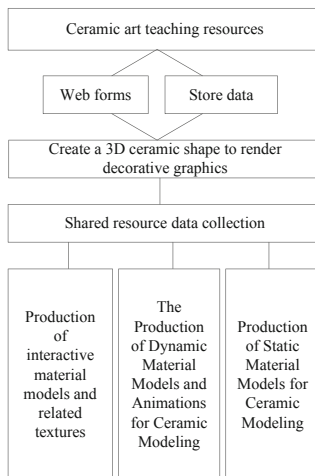 Ceramic art teaching resources
Web forms
Store data
Create a 3D ceramic shape to render
decorative graphics
Shared resource data collection
Production
of
interactive
material
models and
related
textures
The
Production
of Dynamic
Material
Models and
Animations
for Ceramic
Modeling
Production
of Static
Material
Models for
Ceramic
Modeling